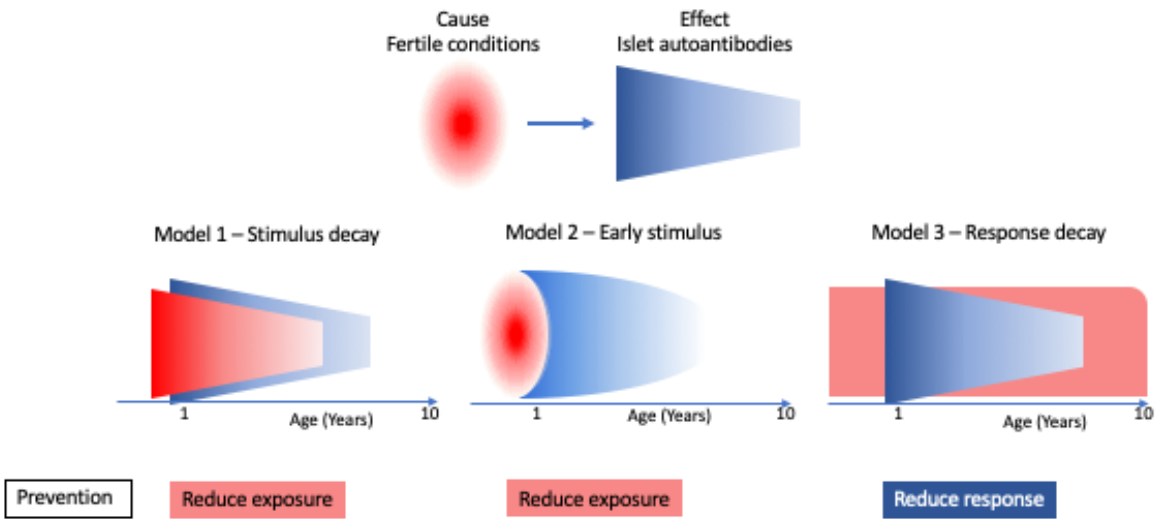 Cause
Fertile conditions
Effect
Islet autoantibodies
Model 1 – Stimulus decay
Model 2 – Early stimulus
Model 3 – Response decay
1
Age (Years)
10
1
Age (Years)
10
1
Age (Years)
10
Prevention
Reduce exposure
Reduce exposure
Reduce response